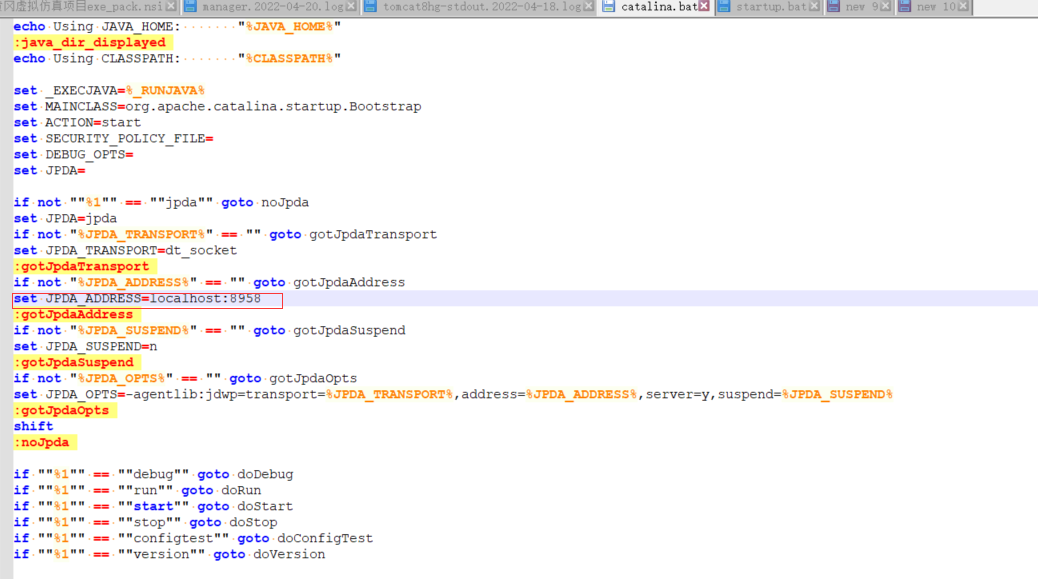 冈虚拟仿真项目exe_pack.nsi manager.2022-04-20.log tomcat8hg-stdout.2022-04-18.log catalina.bat startup.bat new 9 new 10
echo Using JAVA_HOME:       "%JAVA_HOME%"
:java_dir_displayed
echo Using CLASSPATH:       "%CLASSPATH%"
set _EXECJAVA=%_RUNJAVA%
set MAINCLASS=org.apache.catalina.startup.Bootstrap
set ACTION=start
set SECURITY_POLICY_FILE=
set DEBUG_OPTS=
set JPDA=
if not ""%1"" == ""jpda"" goto noJpda
set JPDA=jpda
if not "%JPDA_TRANSPORT%" == "" goto gotJpdaTransport
set JPDA_TRANSPORT=dt_socket
:gotJpdaTransport
if not "%JPDA_ADDRESS%" == "" goto gotJpdaAddress
set JPDA_ADDRESS=localhost:8958
:gotJpdaAddress
if not "%JPDA_SUSPEND%" == "" goto gotJpdaSuspend
set JPDA_SUSPEND=n
:gotJpdaSuspend
if not "%JPDA_OPTS%" == "" goto gotJpdaOpts
set JPDA_OPTS=-agentlib:jdwp=transport=%JPDA_TRANSPORT%,address=%JPDA_ADDRESS%,server=y,suspend=%JPDA_SUSPEND%
:gotJpdaOpts
shift
:noJpda
if ""%1"" == ""debug"" goto doDebug
if ""%1"" == ""run"" goto doRun
if ""%1"" == ""start"" goto doStart
if ""%1"" == ""stop"" goto doStop
if ""%1"" == ""configtest"" goto doConfigTest
if ""%1"" == ""version"" goto doVersion